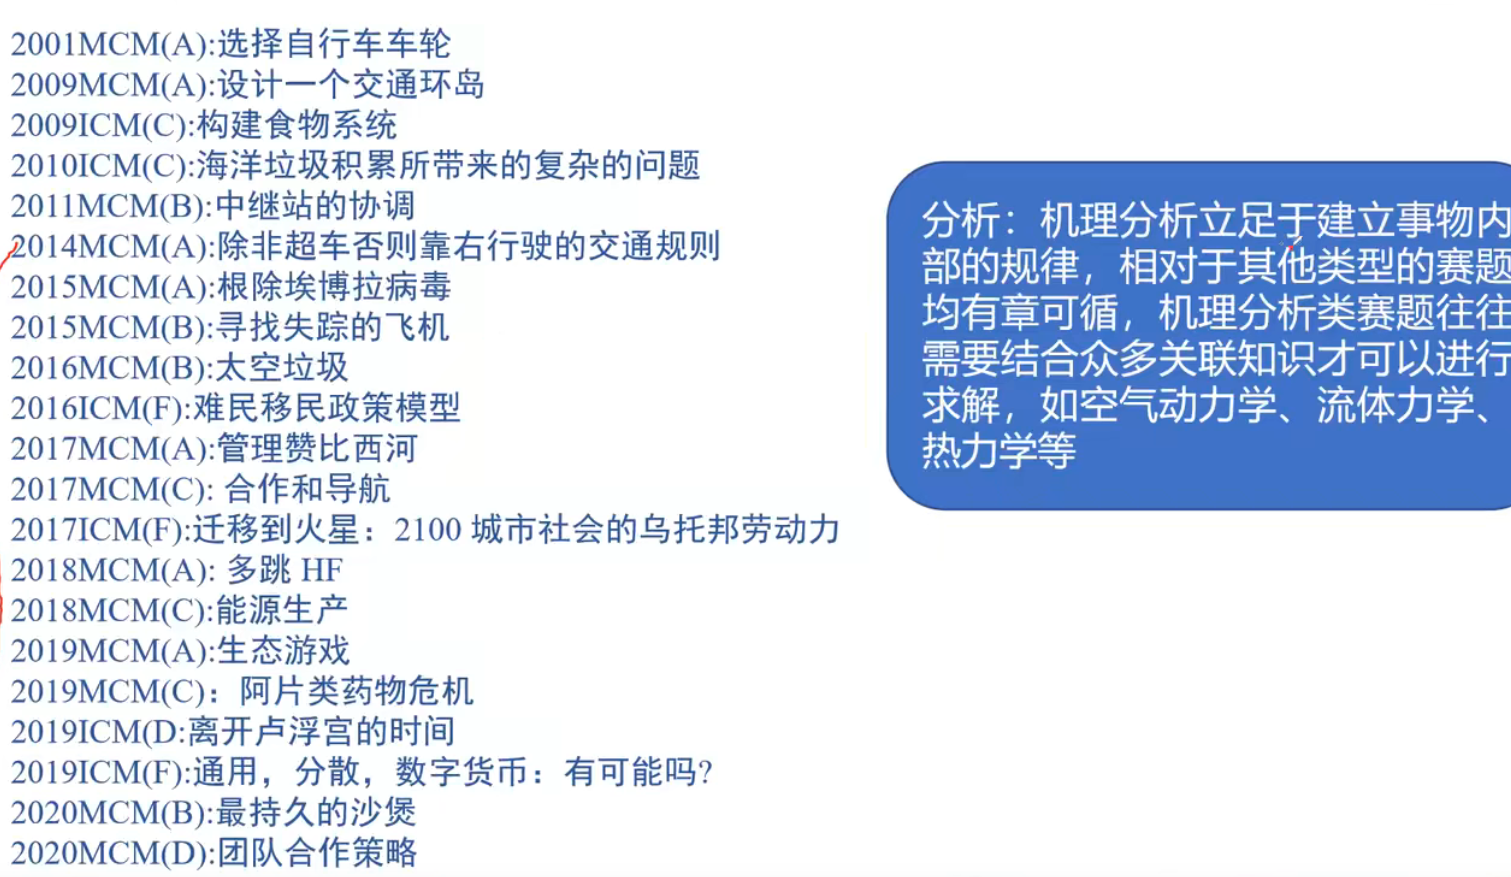 2001MCM(A):选择自行车车轮
2009MCM(A):设计一个交通环岛
2009ICM(C):构建食物系统
2010ICM(C):海洋垃圾积累所带来的复杂的问题
2011MCM(B):中继站的协调
2014MCM(A):除非超车否则靠右行驶的交通规则
2015MCM(A):根除埃博拉病毒
2015MCM(B):寻找失踪的飞机
2016MCM(B):太空垃圾
2016ICM(F):难民移民政策模型
2017MCM(A):管理赞比西河
2017MCM(C): 合作和导航
2017ICM(F):迁移到火星：2100 城市社会的乌托邦劳动力
2018MCM(A): 多跳 HF
2018MCM(C):能源生产
2019MCM(A):生态游戏
2019MCM(C)：阿片类药物危机
2019ICM(D:离开卢浮宫的时间
2019ICM(F):通用，分散，数字货币：有可能吗?
2020MCM(B):最持久的沙煲
2020MCM(D):团队合作策略
分析：机理分析立足于建立事物内
部的规律，相对于其他类型的赛题
均有章可循，机理分析类赛题往往
需要结合众多关联知识才可以进行
求解，如空气动力学、流体力学、
热力学等